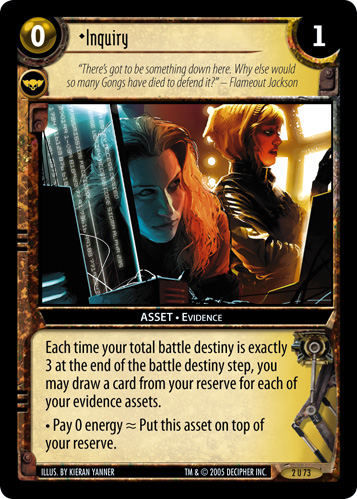 0
•Inquiry
1
"There's got to be something down here. Why else would
so many Gongs have died to defend it?" – Flameout Jackson
ASSET • EVIDENCE
Each time your total battle destiny is exactly
3 at the end of the battle destiny step, you
may draw a card from your reserve for each of
your evidence assets.
• Pay 0 energy ≈ Put this asset on top of
your reserve.
ILLUS. BY KIERAN YANNER
TM & © 2005 DECIPHER INC.
2 U 73